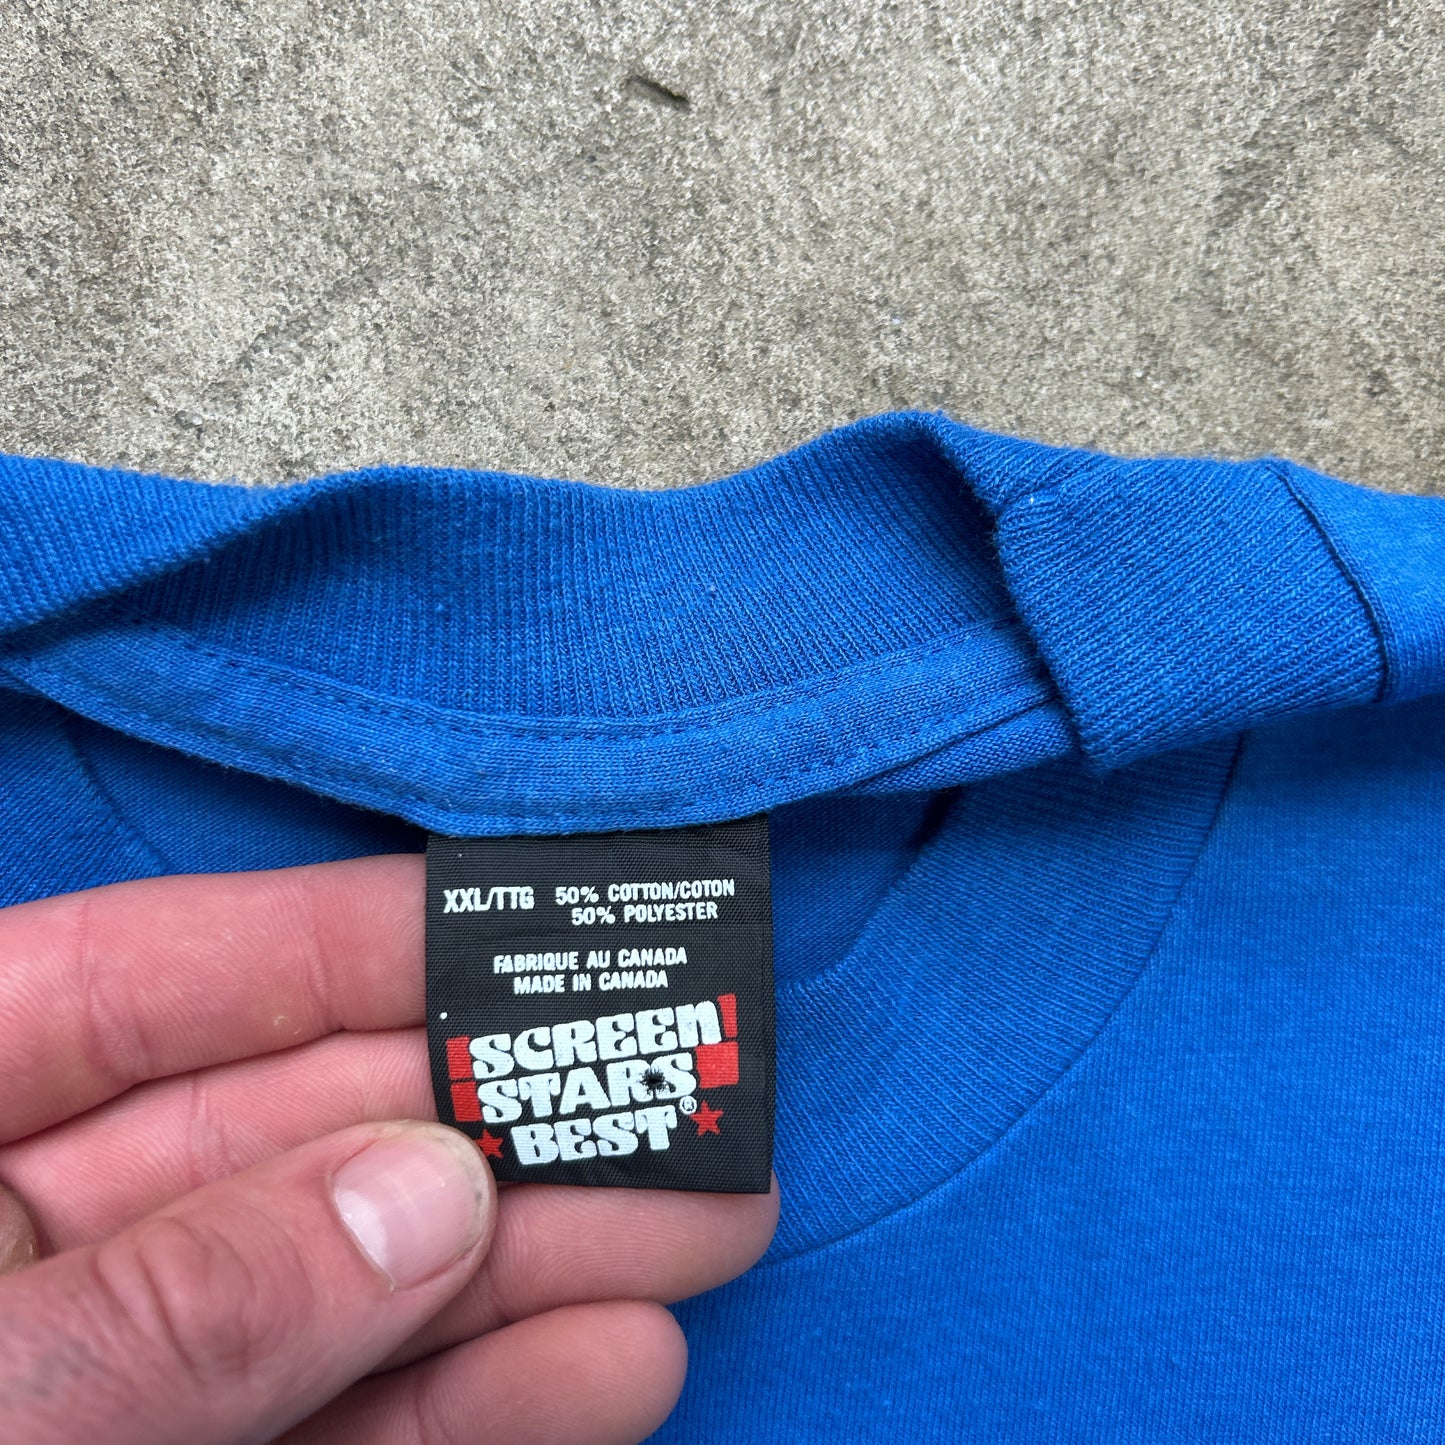 XXL/TTG 50% COTTON/COTON
50% POLYESTER
FABRIQUE AU CANADA
MADE IN CANADA
SCREEN
STARS
BEST®